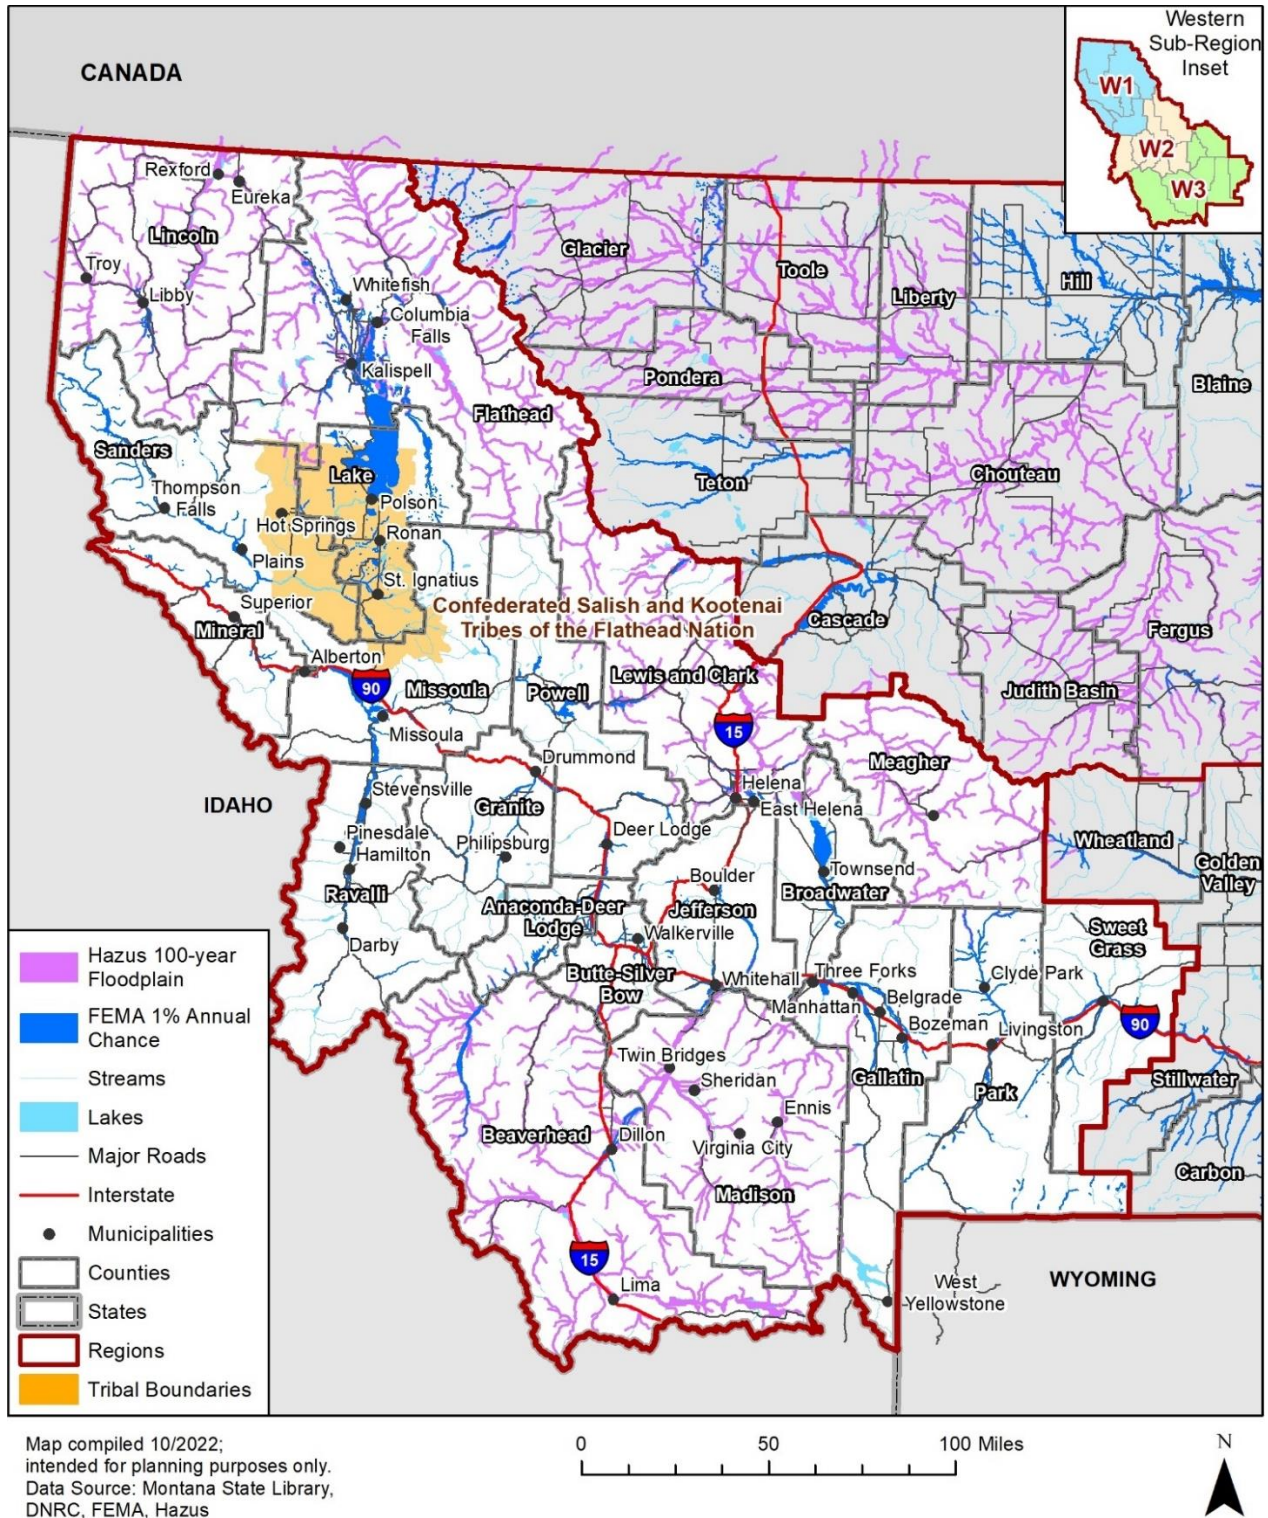 Western
Sub-Region
Inset
W1
W2
W3
CANADA
Rexford
Eureka
Lincoln
Glacier
Toole
Hill
Troy
Libby
Whitefish
Liberty
Columbia
Falls
Kalispell
Pondera
Blaine
Flathead
Sanders
Lake
Teton
Chouteau
Thompson
Falls
Polson
Hot Springs
Ronan
Plains
St. Ignatius
Superior
Confederated Salish and Kootenai
Tribes of the Flathead Nation
Cascade
Mineral
Fergus
Alberton
90
Missoula
Powell
Lewis and Clark
Judith Basin
Missoula
15
Drummond
Meagher
Helena
IDAHO
Stevensville
Granite
East Helena
Pinesdale
Hamilton
Philipsburg
Deer Lodge
Wheatland
Golden
Valley
Townsend
Boulder
Ravalli
Broadwater
Anaconda-Deer
Lodge
Jefferson
Sweet
Grass
Darby
Walkerville
Butte-Silver
Bow
Whitehall
Three Forks
Clyde Park
Manhattan
Belgrade
Bozeman
Livingston
90
Twin Bridges
Sheridan
Gallatin
Park
Stillwater
Ennis
Beaverhead
Dillon
Virginia City
Carbon
Madison
15
Lima
West
Yellowstone
WYOMING
Hazus 100-year
Floodplain
FEMA 1% Annual
Chance
Streams
Lakes
Major Roads
Interstate
Municipalities
Counties
States
Regions
Tribal Boundaries
Map compiled 10/2022;
intended for planning purposes only.
Data Source: Montana State Library,
DNRC, FEMA, Hazus
0 50 100 Miles
N